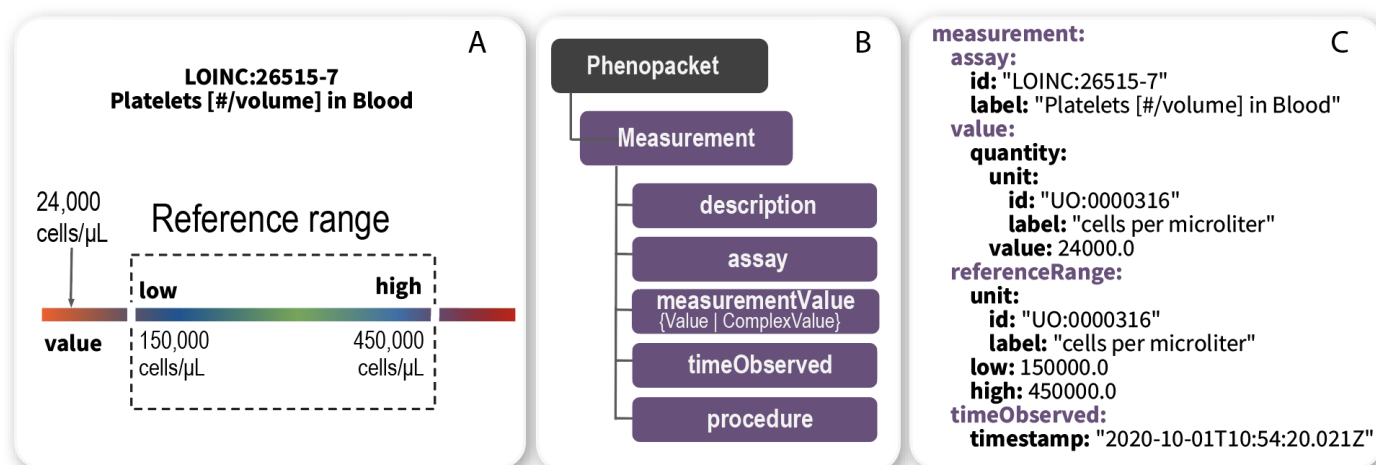 A
LOINC:26515-7
Platelets [#/volume] in Blood
24,000
cells/µL
Reference range
low
high
value
150,000
cells/µL
450,000
cells/µL
B
Phenopacket
Measurement
description
assay
measurementValue
{Value | ComplexValue}
timeObserved
procedure
C
measurement:
assay:
id: "LOINC:26515-7"
label: "Platelets [#/volume] in Blood"
value:
quantity:
unit:
id: "UO:0000316"
label: "cells per microliter"
value: 24000.0
referenceRange:
unit:
id: "UO:0000316"
label: "cells per microliter"
low: 150000.0
high: 450000.0
timeObserved:
timestamp: "2020-10-01T10:54:20.021Z"